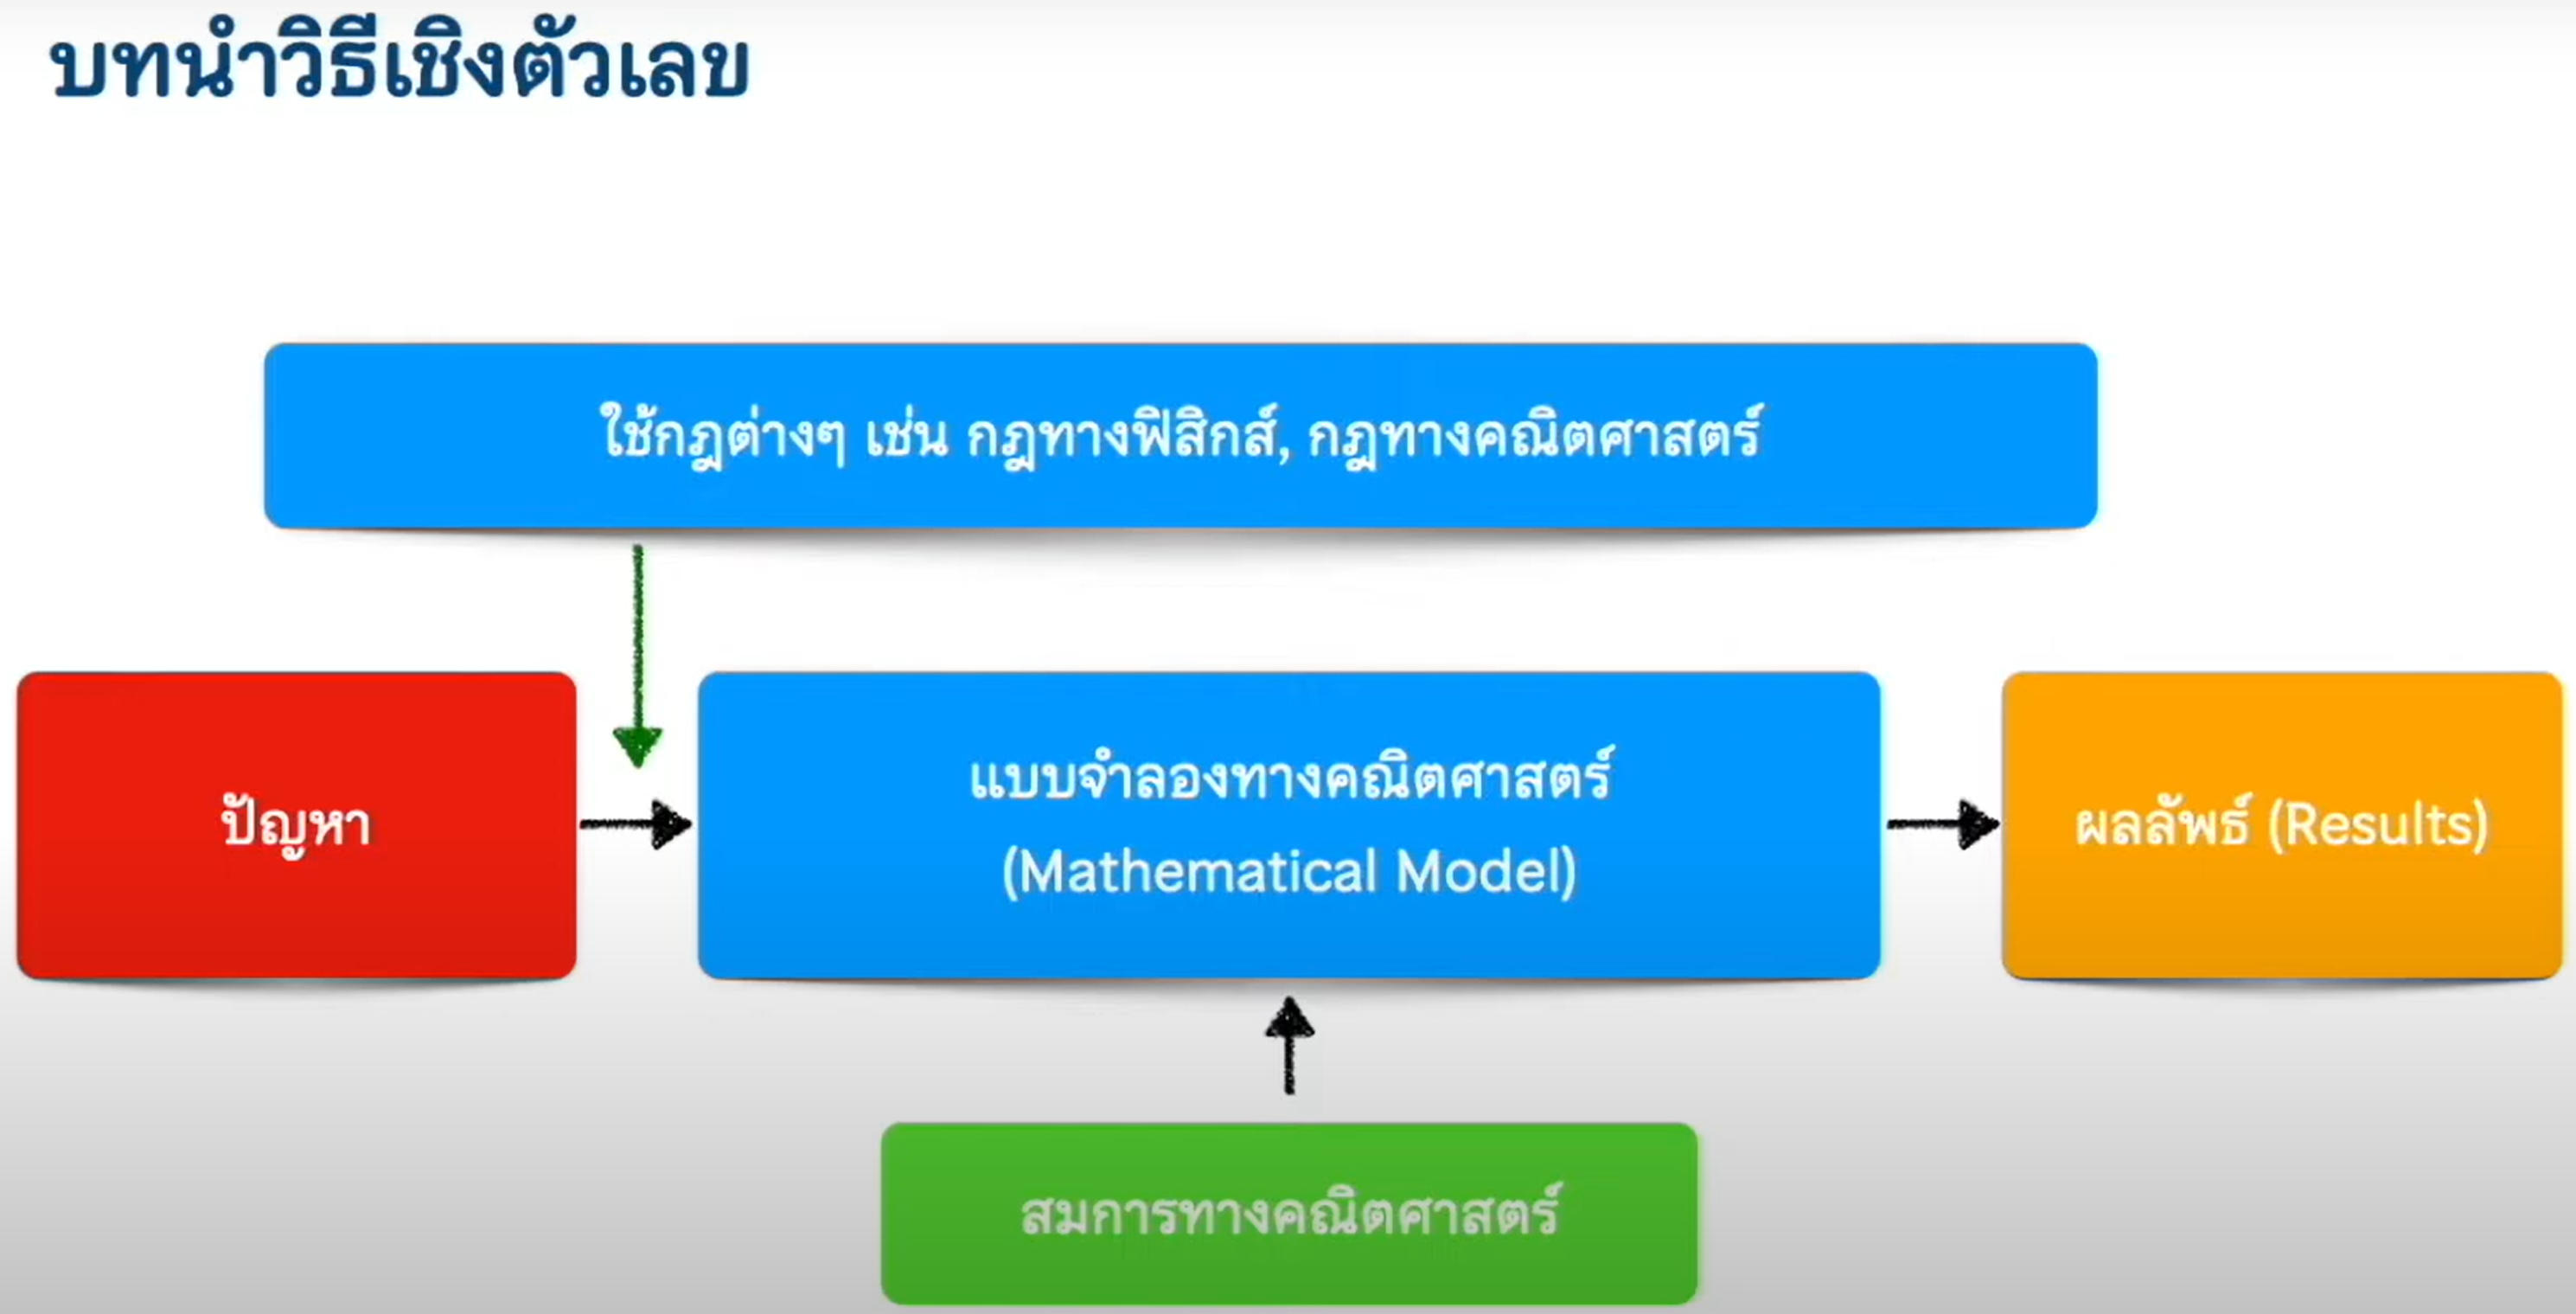 บทนำวิธีเชิงตัวเลข
ใช้กฎต่างๆ เช่น กฎทางฟิสิกส์, กฎทางคณิตศาสตร์
ปัญหา
แบบจำลองทางคณิตศาสตร์
(Mathematical Model)
ผลลัพธ์ (Results)
สมการทางคณิตศาสตร์